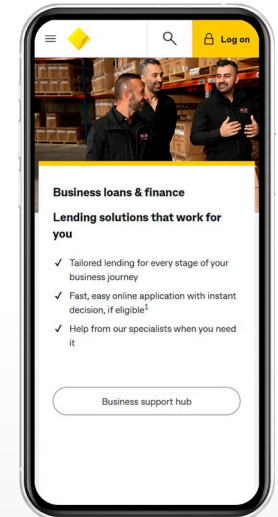 Log on
Business loans & finance
Lending solutions that work for
you
✓ Tailored lending for every stage of your
business journey
✓ Fast, easy online application with instant
decision, if eligible¹
✓ Help from our specialists when you need
it
Business support hub